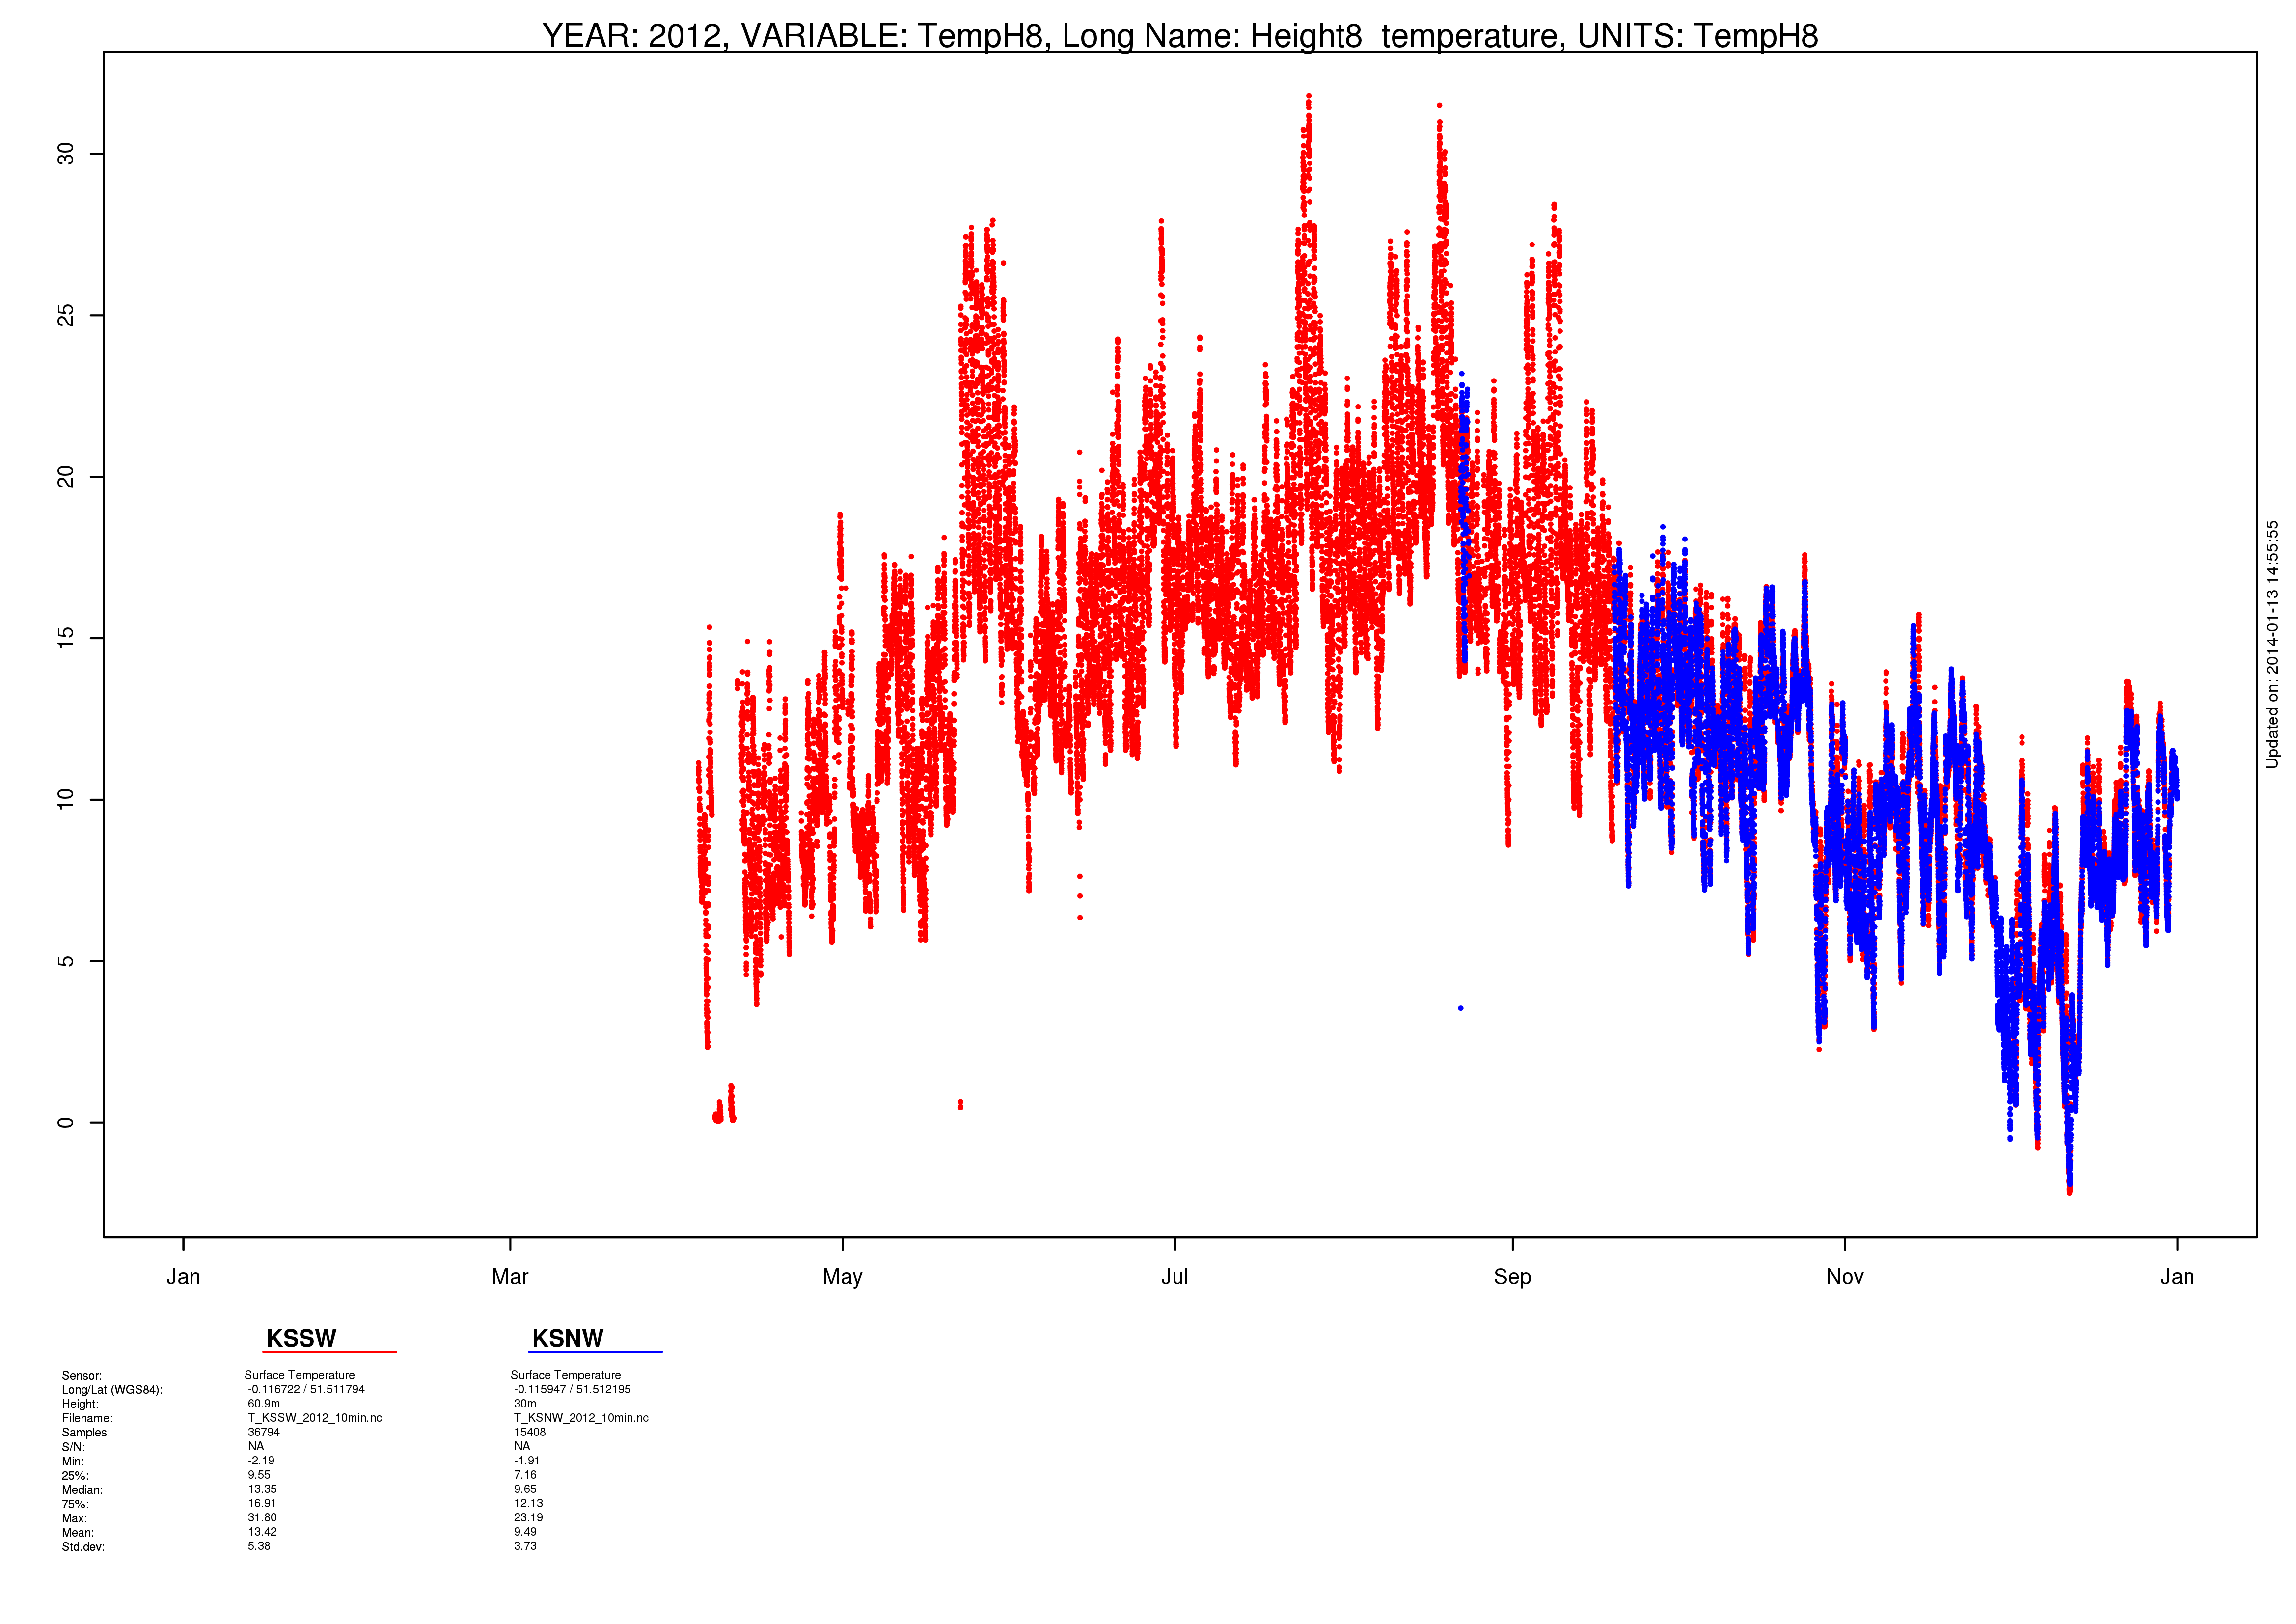 YEAR: 2012, VARIABLE: TempH8, Long Name: Height8  temperature, UNITS: TempH8
30
25
20
15
10
5
0
Jan Mar May Jul Sep Nov Jan
Updated on: 2014-01-13 14:55:55
KSSW KSNW
Sensor: Surface Temperature Surface Temperature
Long/Lat (WGS84): -0.116722 / 51.511794 -0.115947 / 51.512195
Height: 60.9m 30m
Filename: T_KSSW_2012_10min.nc T_KSNW_2012_10min.nc
Samples: 36794 15408
S/N: NA NA
Min: -2.19 -1.91
25%: 9.55 7.16
Median: 13.35 9.65
75%: 16.91 12.13
Max: 31.80 23.19
Mean: 13.42 9.49
Std.dev: 5.38 3.73